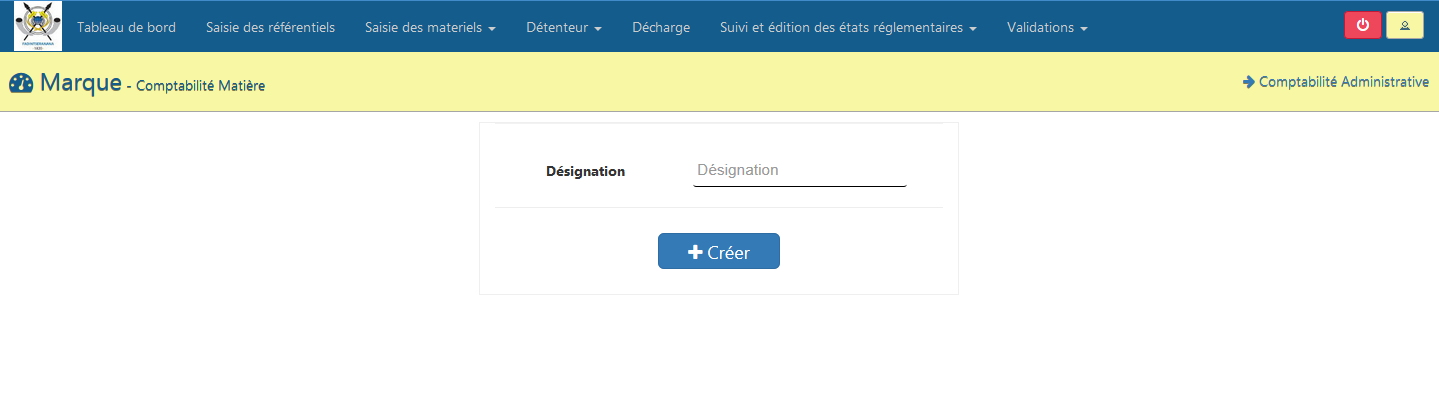 Tableau de bord Saisie des référentiels Saisie des materiels Détenteur Décharge Suivi et édition des états réglementaires Validations
Marque - Comptabilité Matière
Comptabilité Administrative
Désignation
Désignation
Créer